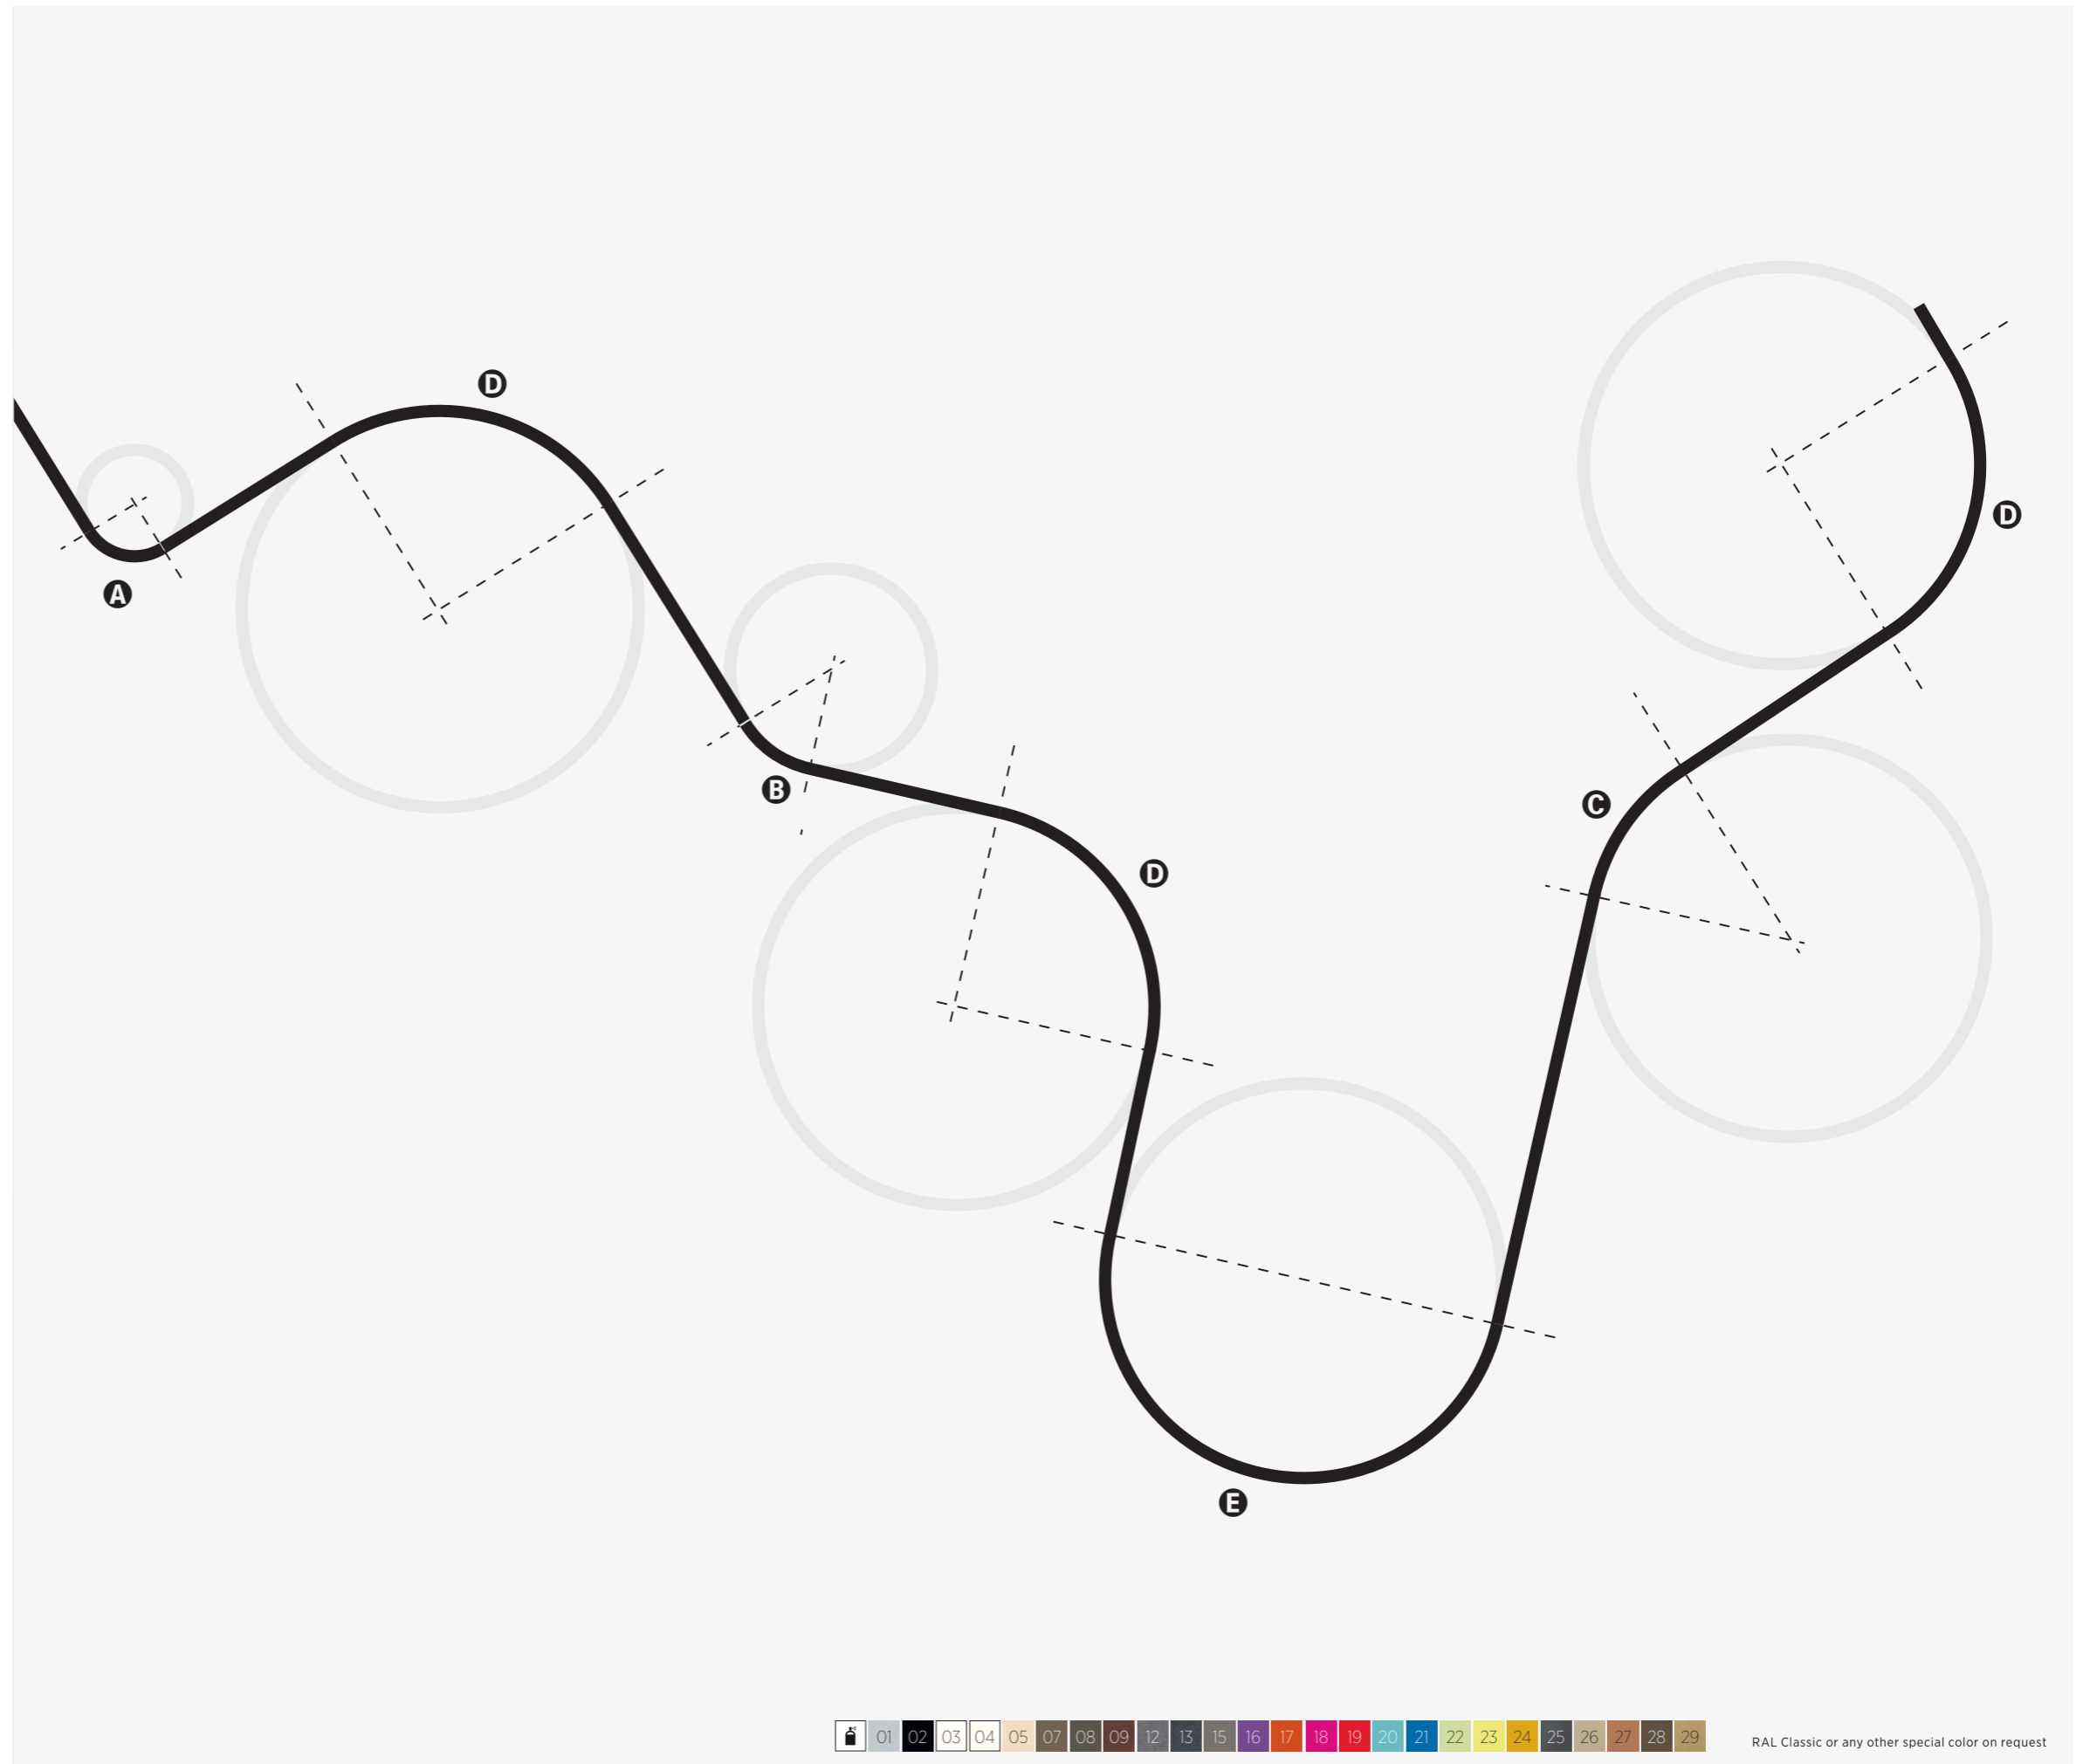 D
A
D
B
C
D
E
01 02 03 04 05 07 08 09 12 13 15 16 17 18 19 20 21 22 23 24 25 26 27 28 29
RAL Classic or any other special color on request